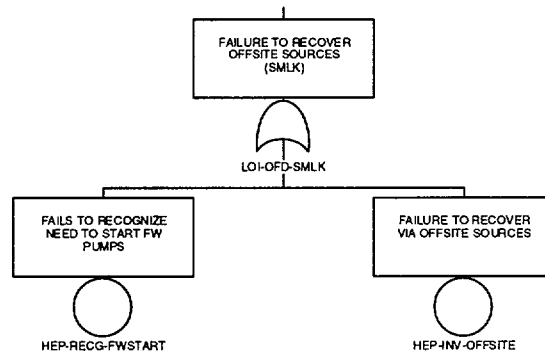 FAILURE TO RECOVER
OFFSITE SOURCES
(SMLK)
LOI-OFD-SMLK
FAILS TO RECOGNIZE
NEED TO START FW
PUMPS
FAILURE TO RECOVER
VIA OFFSITE SOURCES
HEP-RECG-FWSTART
HEP-INV-OFFSITE